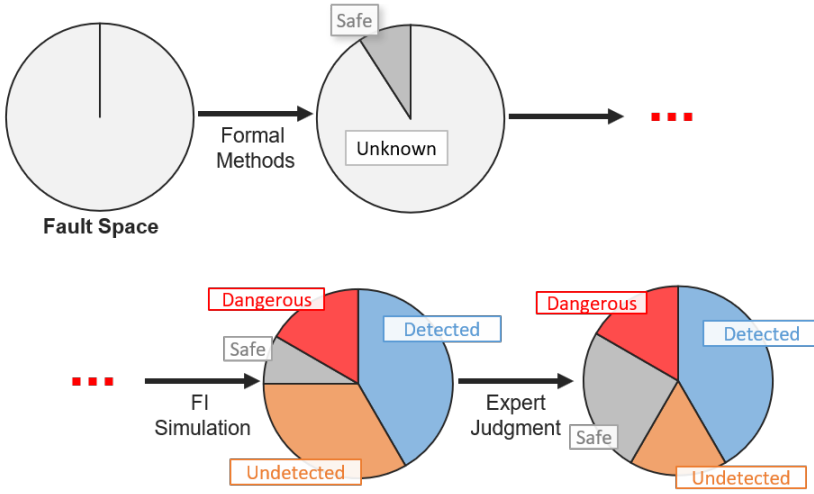 Safe
Formal
Methods
Unknown
Fault Space
Dangerous
Detected
Safe
FI
Simulation
Undetected
Expert
Judgment
Dangerous
Detected
Safe
Undetected